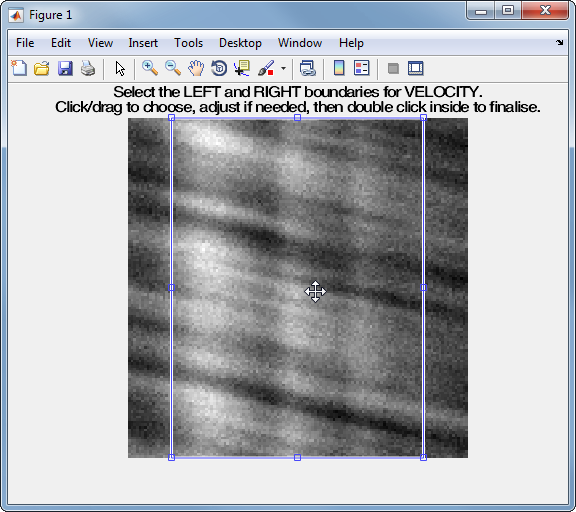 Figure 1
File Edit View Insert Tools Desktop Window Help
Select the LEFT and RIGHT boundaries for VELOCITY.
Click/drag to choose, adjust if needed, then double click inside to finalise.